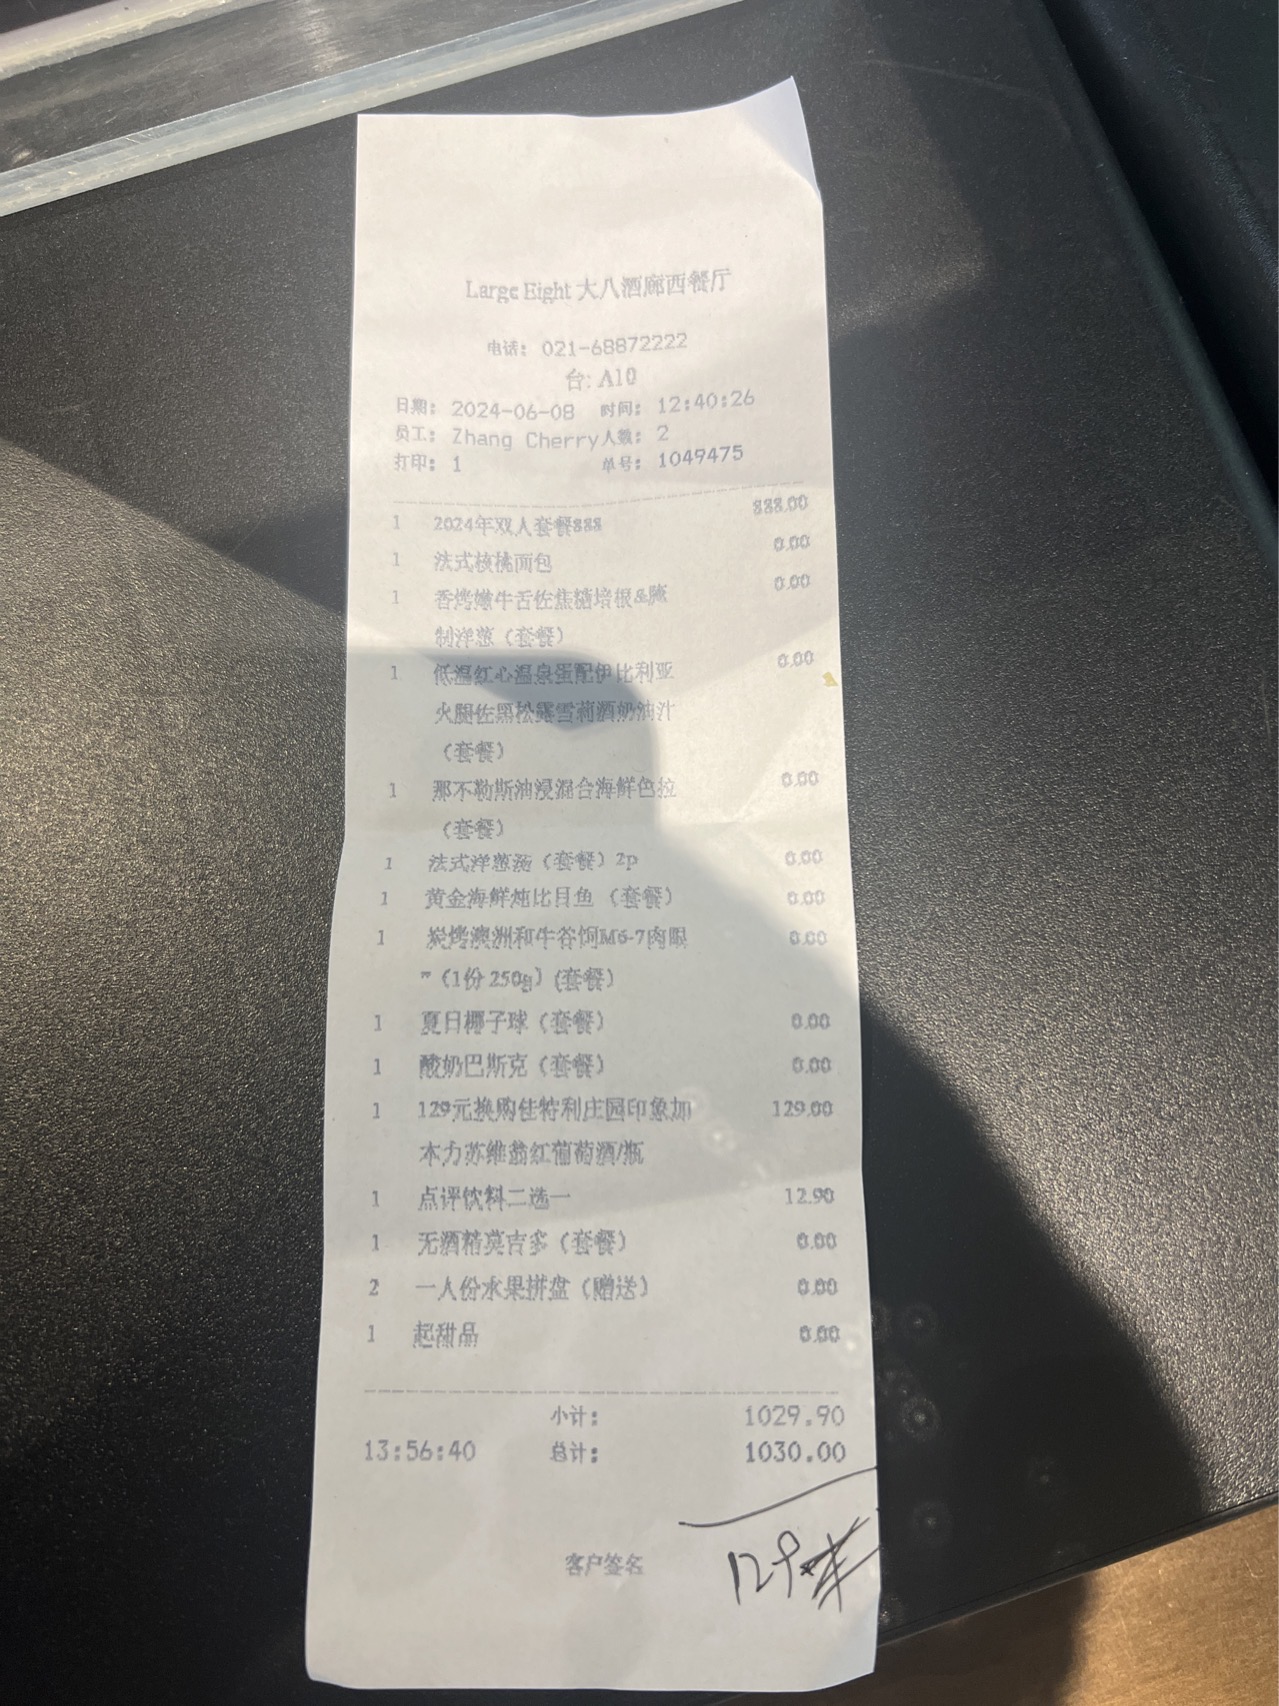 Large Eight 大八酒廊西餐厅
电话: 021-68872222
台: A10
日期: 2024-06-08 时间: 12:40:26
员工: Zhang Cherry 人数: 2
打印: 1 单号: 1049475
1 2024年双人套餐888 888.00
1 法式核桃面包 0.00
1 香烤嫩牛舌佐焦糖培根&腌 0.00
制洋葱（套餐）
1 低温红心温泉蛋配伊比利亚 0.00
火腿佐黑松露雪莉酒奶油汁
（套餐）
1 那不勒斯油浸混合海鲜色拉 0.00
（套餐）
1 法式洋葱汤（套餐）2p 0.00
1 黄金海鲜炖比目鱼（套餐） 0.00
1 炭烤澳洲和牛谷饲M6-7肉眼 0.00
"（1份 250g）(套餐）
1 夏日椰子球（套餐） 0.00
1 酸奶巴斯克（套餐） 0.00
1 129元换购佳特利庄园印象加 129.00
本力苏维翁红葡萄酒/瓶
1 点评饮料二选一 12.90
1 无酒精莫吉多（套餐） 0.00
2 一人份水果拼盘（赠送） 0.00
1 起甜品 0.00
小计: 1029.90
13:56:40 总计: 1030.00
客户签名
129